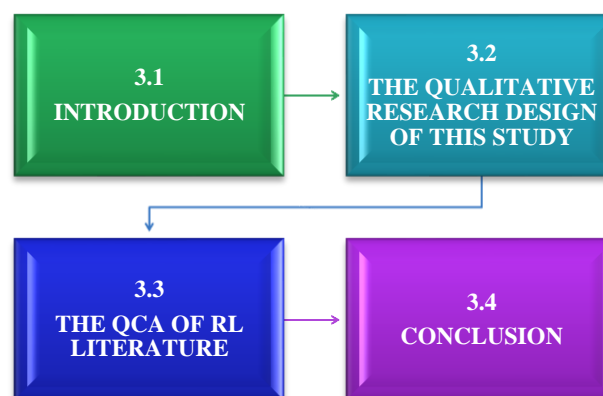 3.1
INTRODUCTION
3.2
THE QUALITATIVE
RESEARCH DESIGN
OF THIS STUDY
3.3
THE QCA OF RL
LITERATURE
3.4
CONCLUSION